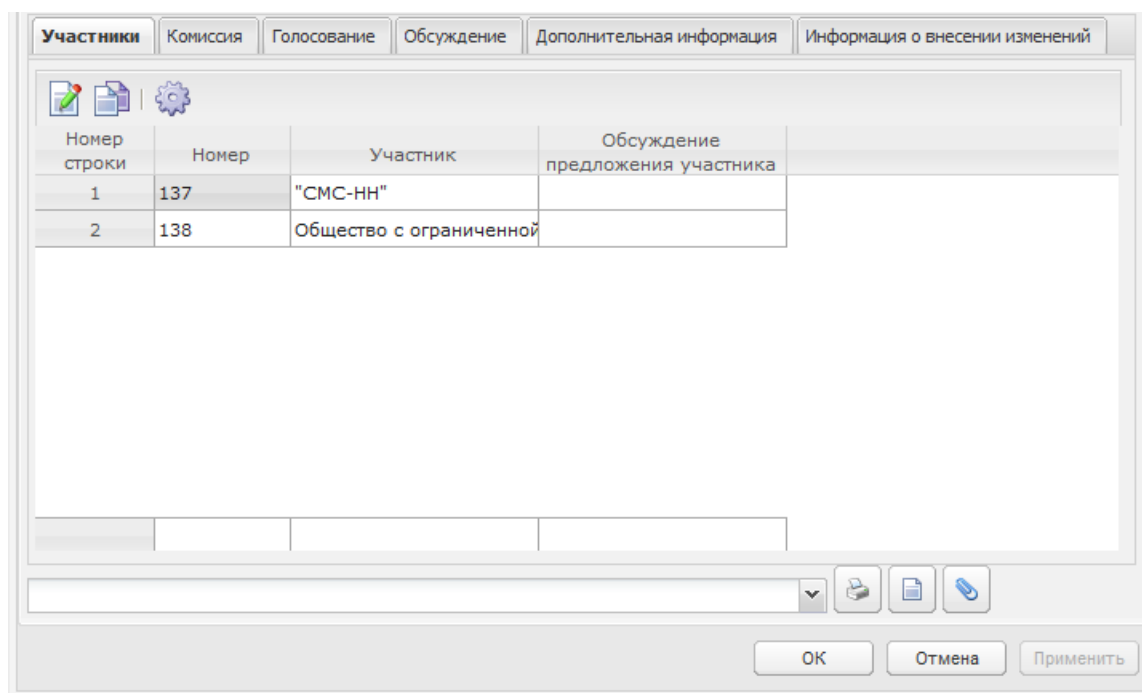 Участники Комиссия Голосование Обсуждение Дополнительная информация Информация о внесении изменений
Номер строки Номер Участник Обсуждение предложения участника
1 137 "СМС-НН"
2 138 Общество с ограниченной
ОК Отмена Применить